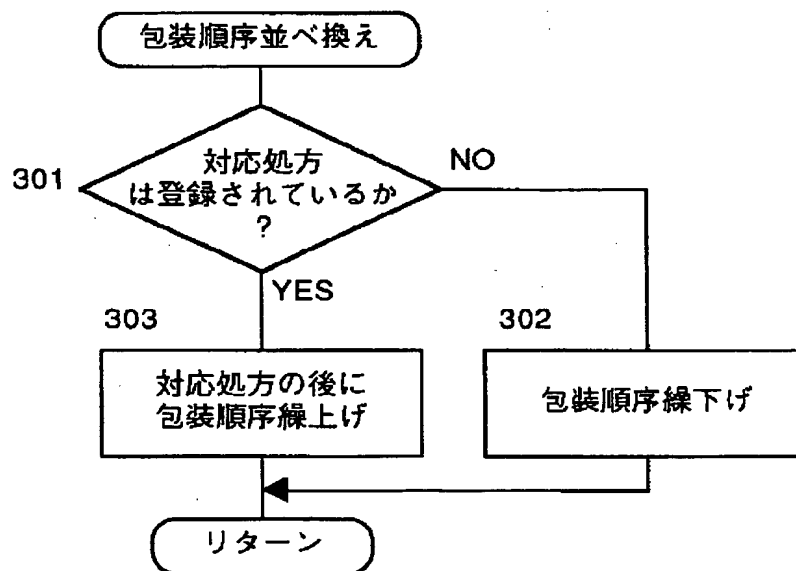 包装順序並べ換え
301
対応処方
は登録されているか
?
NO
YES
303
302
対応処方の後に
包装順序繰上げ
包装順序繰下げ
リターン